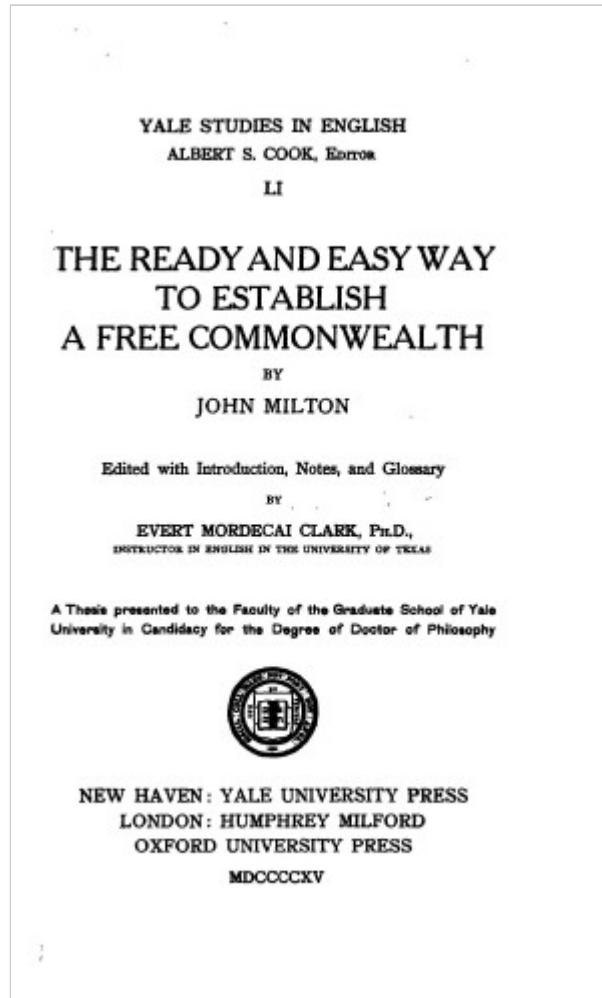 YALE STUDIES IN ENGLISH
ALBERT S. COOK, EDITOR
LI
THE READY AND EASY WAY
TO ESTABLISH
A FREE COMMONWEALTH
BY
JOHN MILTON
Edited with Introduction, Notes, and Glossary
BY
EVERT MORDECAI CLARK, PH.D.,
INSTRUCTOR IN ENGLISH IN THE UNIVERSITY OF TEXAS
A Thesis presented to the Faculty of the Graduate School of Yale
University in Candidacy for the Degree of Doctor of Philosophy
NEW HAVEN: YALE UNIVERSITY PRESS
LONDON: HUMPHREY MILFORD
OXFORD UNIVERSITY PRESS
MDCCCCXV